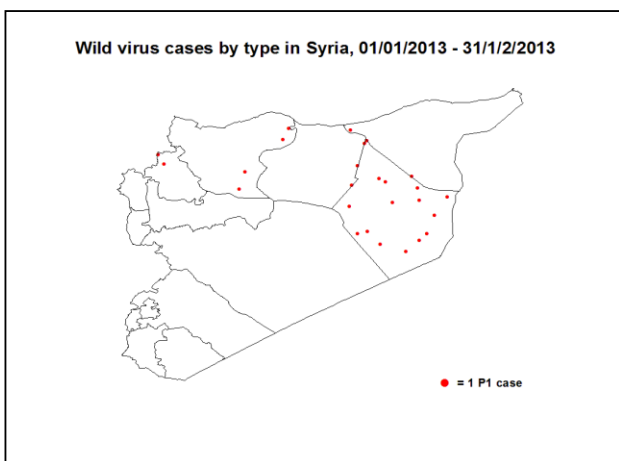 Wild virus cases by type in Syria, 01/01/2013 - 31/1/2/2013
= 1 P1 case